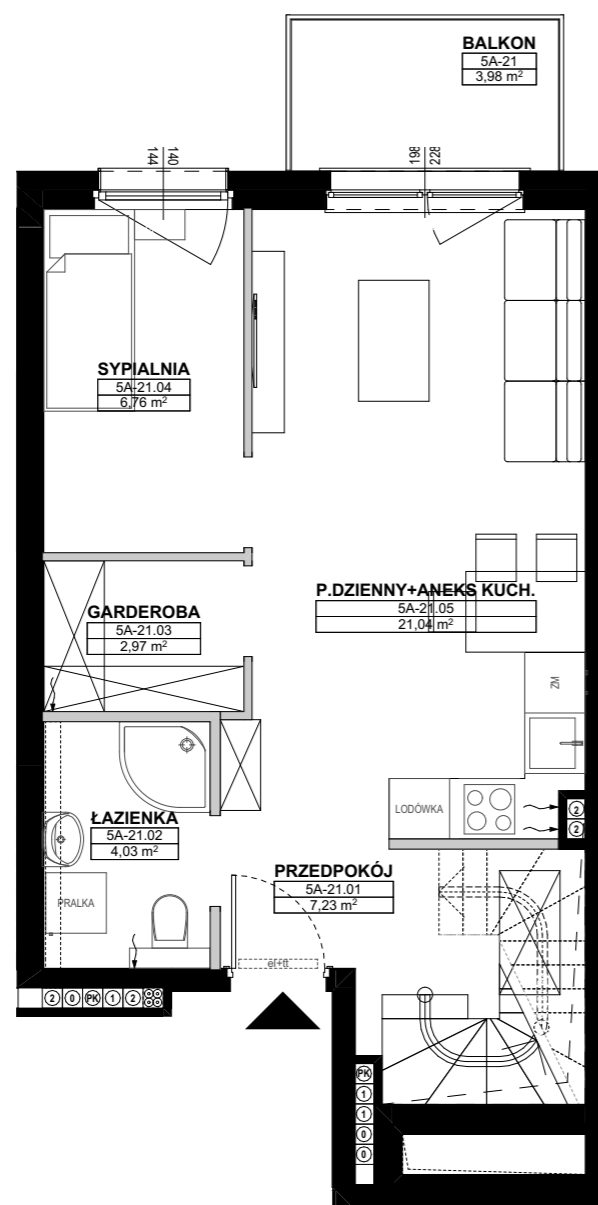 BALKON
5A-21
3,98 m²
144
140
198
228
SYPIALNIA
5A-21.04
6,76 m²
P.DZIENNY+ANEKS KUCH.
5A-21.05
21,04 m²
GARDEROBA
5A-21.03
2,97 m²
ZM
LODÓWKA
2
2
ŁAZIENKA
5A-21.02
4,03 m²
PRALKA
PRZEDPOKÓJ
5A-21.01
7,23 m²
el+tt
2 0 PK 1 2
PK
1
1
0
0